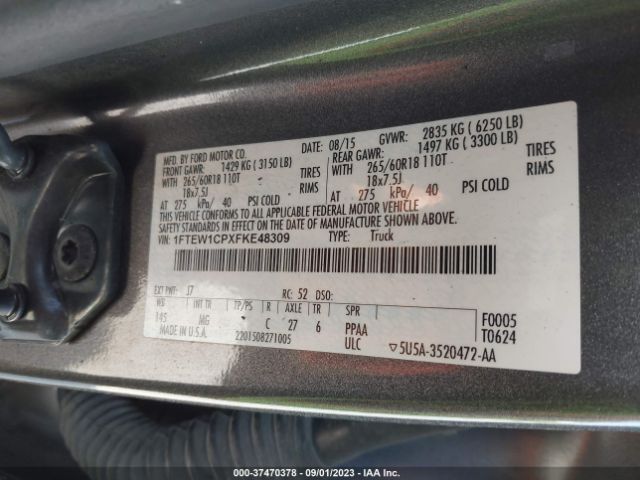 MFD. BY FORD MOTOR CO.
DATE: 08/15 GVWR: 2835 KG ( 6250 LB)
FRONT GAWR: 1429 KG ( 3150 LB) REAR GAWR: 1497 KG ( 3300 LB)
WITH 265/60R18 110T TIRES WITH 265/60R18 110T TIRES
18x7.5J RIMS 18x7.5J RIMS
AT 275 kPa/ 40 PSI COLD AT 275 kPa/ 40 PSI COLD
THIS VEHICLE CONFORMS TO ALL APPLICABLE FEDERAL MOTOR VEHICLE
SAFETY STANDARDS IN EFFECT ON THE DATE OF MANUFACTURE SHOWN ABOVE.
VIN: 1FTEW1CPXFKE48309 TYPE: Truck
EXT PNT: J7 RC: 52 DSO:
WB INT TR TP/PS R AXLE TR SPR
145 MG C 27 6 PPAA
MADE IN U.S.A. 2201508271005 ULC
F0005
T0624
▽5U5A-3520472-AA
000-37470378 - 09/01/2023 - IAA Inc.